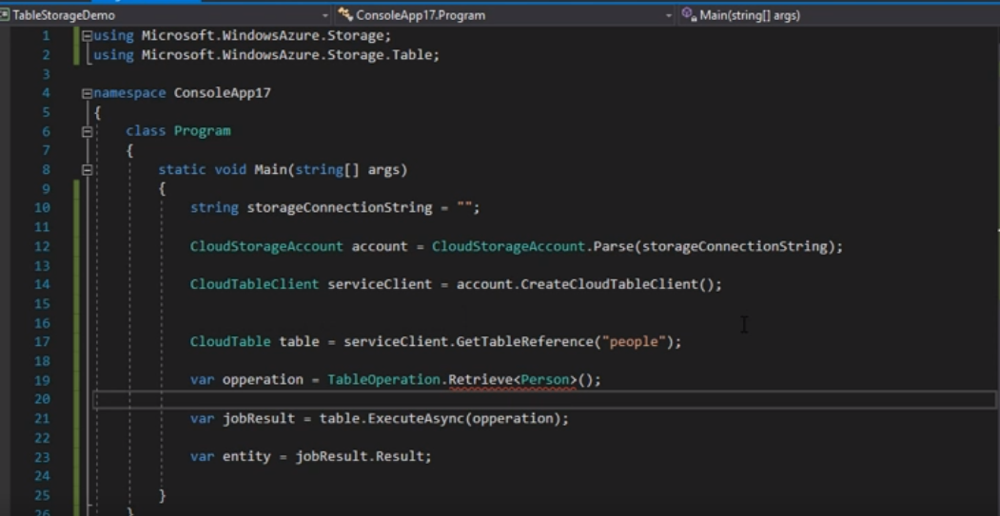 TableStorageDemo ConsoleApp17.Program Main(string[] args)
1 using Microsoft.WindowsAzure.Storage;
2 using Microsoft.WindowsAzure.Storage.Table;
3
4 namespace ConsoleApp17
5 {
6 class Program
7 {
8 static void Main(string[] args)
9 {
10 string storageConnectionString = "";
11
12 CloudStorageAccount account = CloudStorageAccount.Parse(storageConnectionString);
13
14 CloudTableClient serviceClient = account.CreateCloudTableClient();
15
16
17 CloudTable table = serviceClient.GetTableReference("people");
18
19 var opperation = TableOperation.Retrieve<Person>();
20
21 var jobResult = table.ExecuteAsync(opperation);
22
23 var entity = jobResult.Result;
24
25 }
26 }